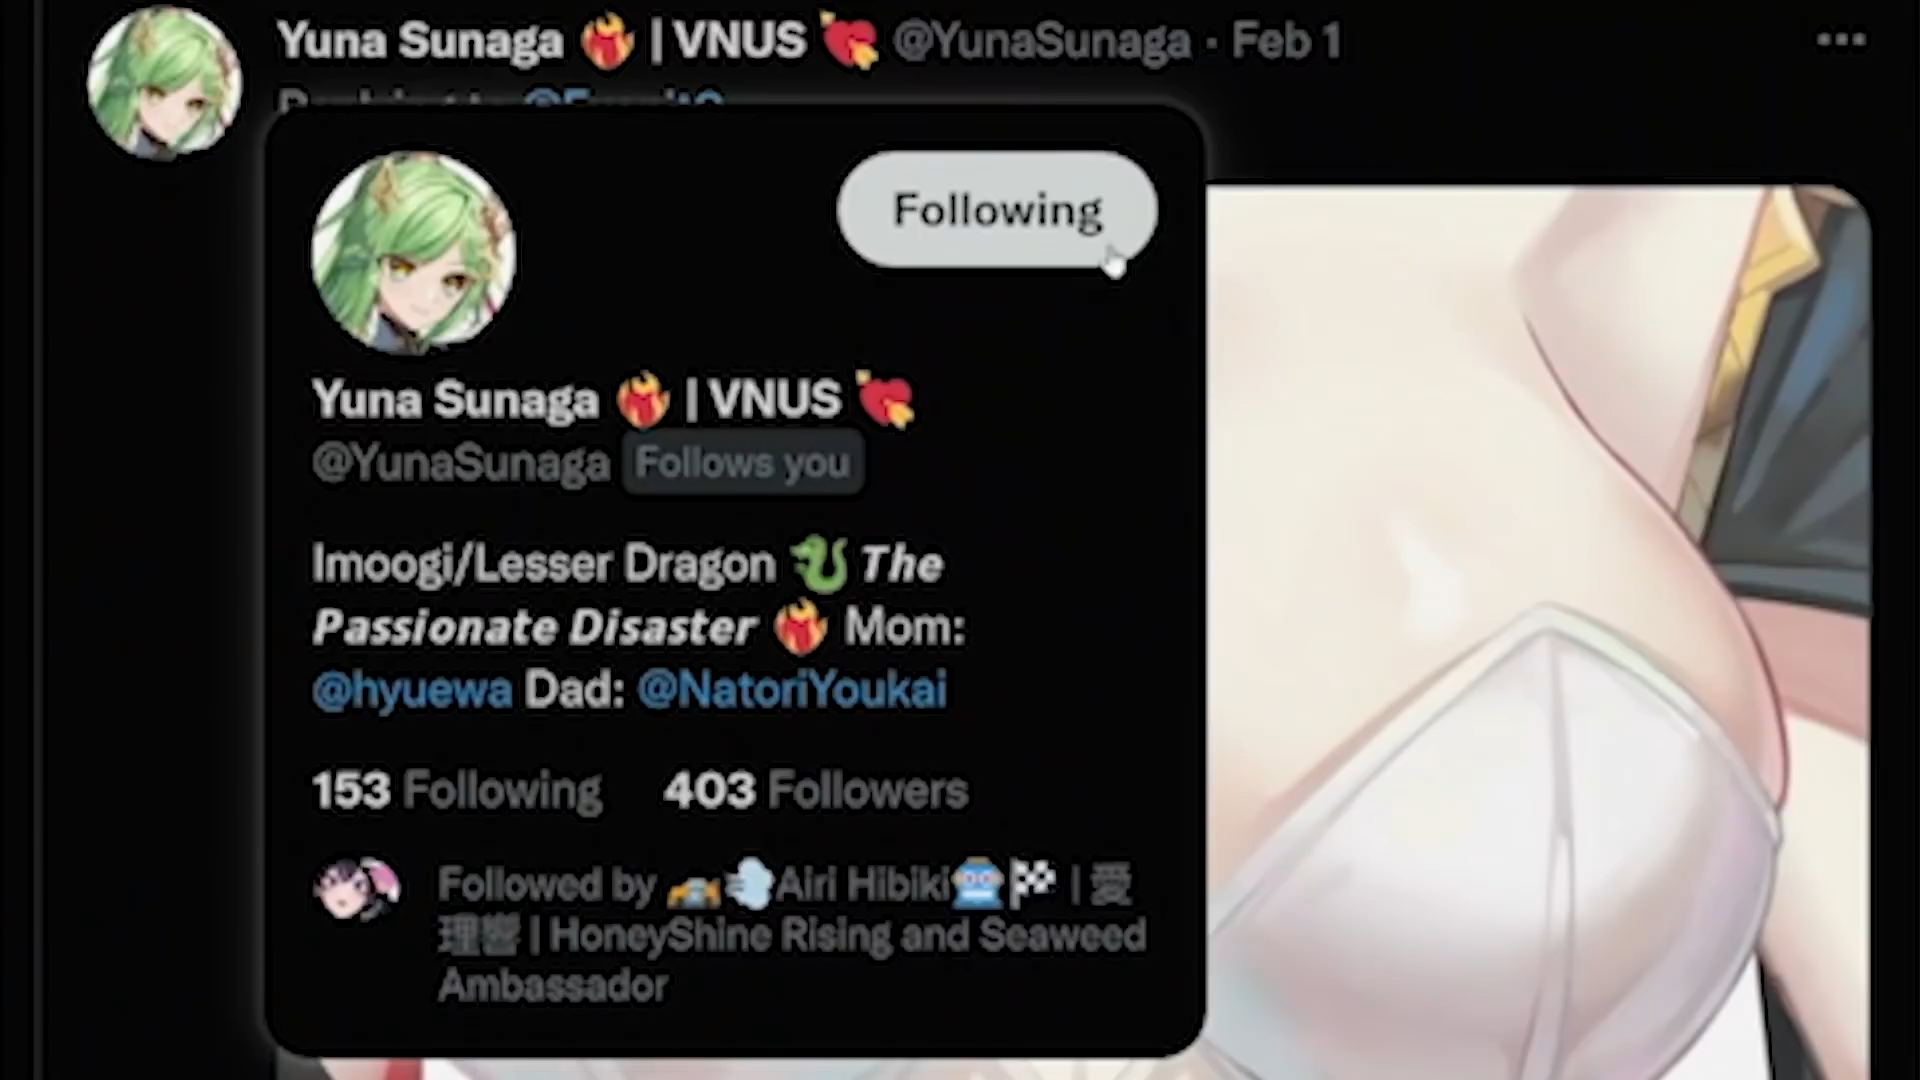 Yuna Sunaga ❤️‍🔥 | VNUS 💘 @YunaSunaga · Feb 1
Following
Yuna Sunaga ❤️‍🔥 | VNUS 💘
@YunaSunaga Follows you
Imoogi/Lesser Dragon 🐉 The
Passionate Disaster ❤️‍🔥 Mom:
@hyuewa Dad: @NatoriYoukai
153 Following 403 Followers
Followed by 🏎️💨Airi Hibiki🤖🏁 | 愛
理響 | HoneyShine Rising and Seaweed
Ambassador